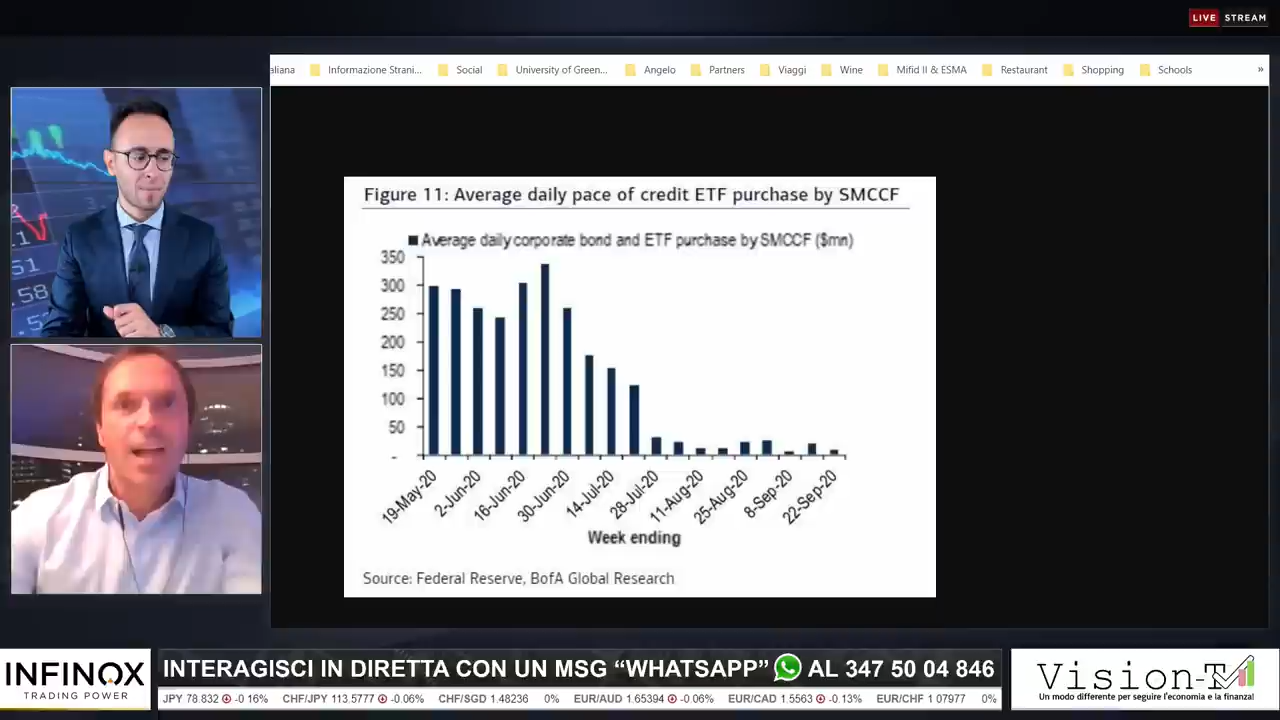 LIVE STREAM
aliana Informazione Strani... Social University of Green... Angelo Partners Viaggi Wine Mifid II & ESMA Restaurant Shopping Schools »
Figure 11: Average daily pace of credit ETF purchase by SMCCF
Average daily corporate bond and ETF purchase by SMCCF ($mn)
350
300
250
200
150
100
50
-
19-May-20 2-Jun-20 16-Jun-20 30-Jun-20 14-Jul-20 28-Jul-20 11-Aug-20 25-Aug-20 8-Sep-20 22-Sep-20
Week ending
Source: Federal Reserve, BofA Global Research
51
.58
INFINOX
TRADING POWER
INTERAGISCI IN DIRETTA CON UN MSG “WHATSAPP” AL 347 50 04 846
JPY 78.832 -0.16% CHF/JPY 113.5777 -0.06% CHF/SGD 1.48236 0% EUR/AUD 1.65394 -0.06% EUR/CAD 1.5563 -0.13% EUR/CHF 1.07977 0%
Vision-T
Un modo differente per seguire l'economia e la finanza!